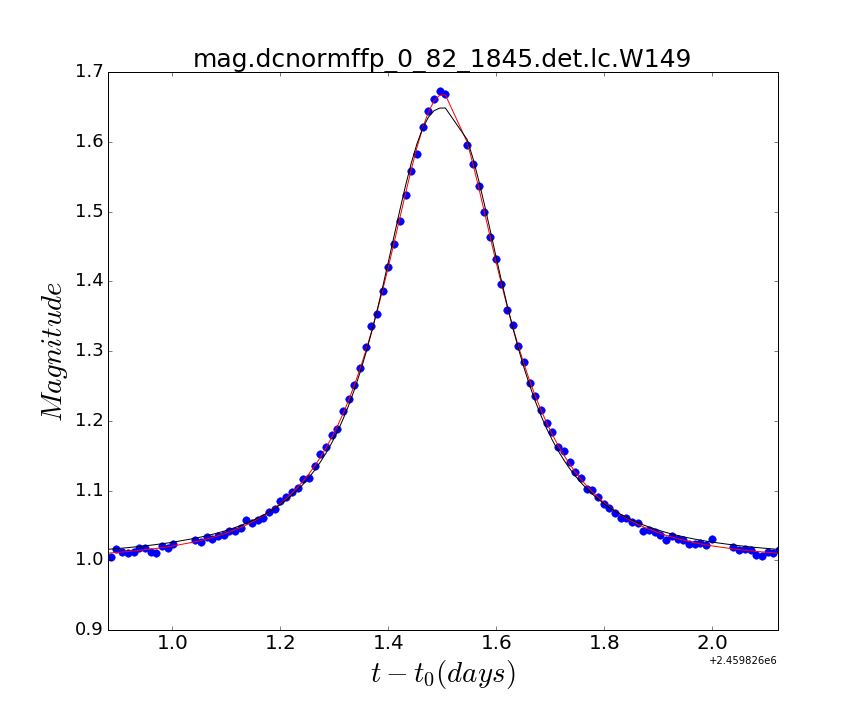 mag.dcnormffp_0_82_1845.det.lc.W149
1.7
1.6
1.5
1.4
1.3
1.2
1.1
1.0
0.9
Magnitude
1.0 1.2 1.4 1.6 1.8 2.0
+2.459826e6
t − t₀(days)